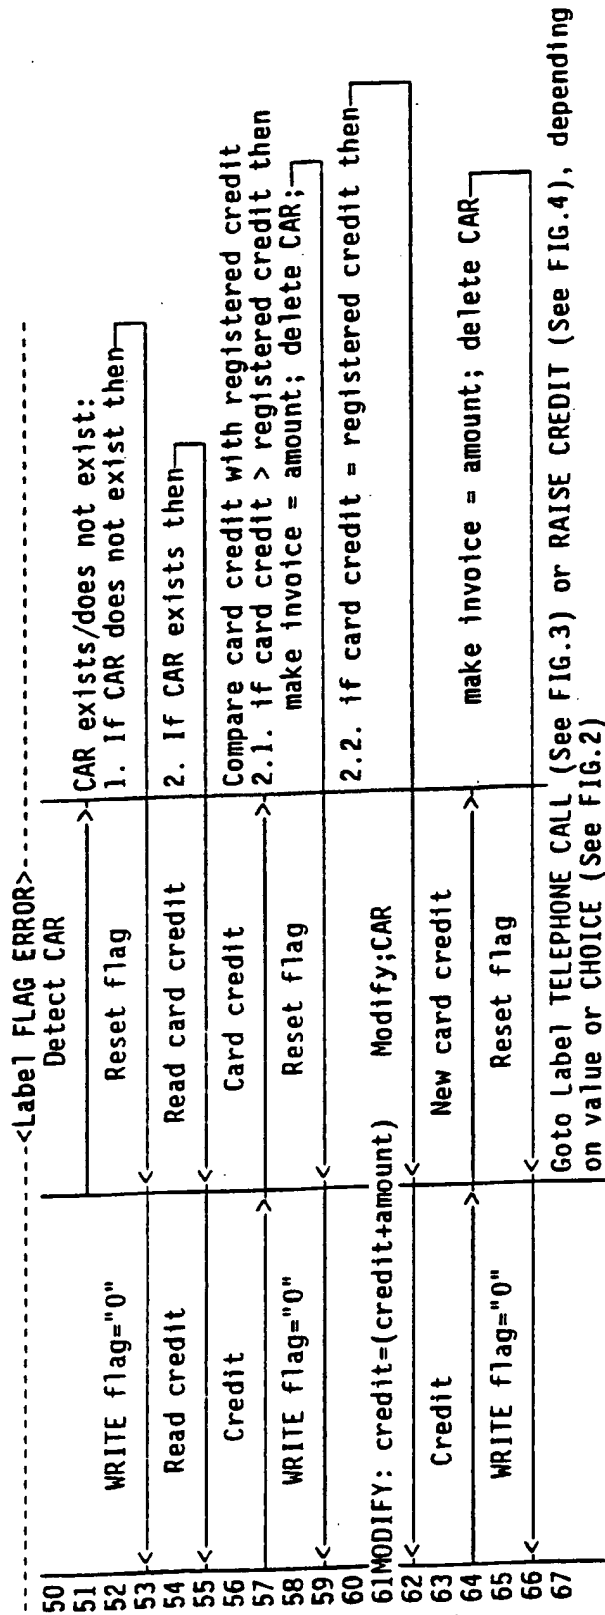 <Label FLAG ERROR>
50 Detect CAR
51 CAR exists/does not exist:
52 WRITE flag="0" Reset flag 1. If CAR does not exist then
53
54 Read credit Read card credit 2. If CAR exists then
55
56 Credit Card credit Compare card credit with registered credit
57 2.1. if card credit > registered credit then
58 WRITE flag="0" Reset flag make invoice = amount; delete CAR;
59
60 2.2. if card credit = registered credit then
61 MODIFY: credit=(credit+amount) Modify;CAR
62
63 Credit New card credit
64 make invoice = amount; delete CAR
65 WRITE flag="0" Reset flag
66
67 Goto Label TELEPHONE CALL (See FIG.3) or RAISE CREDIT (See FIG.4), depending
on value or CHOICE (See FIG.2)